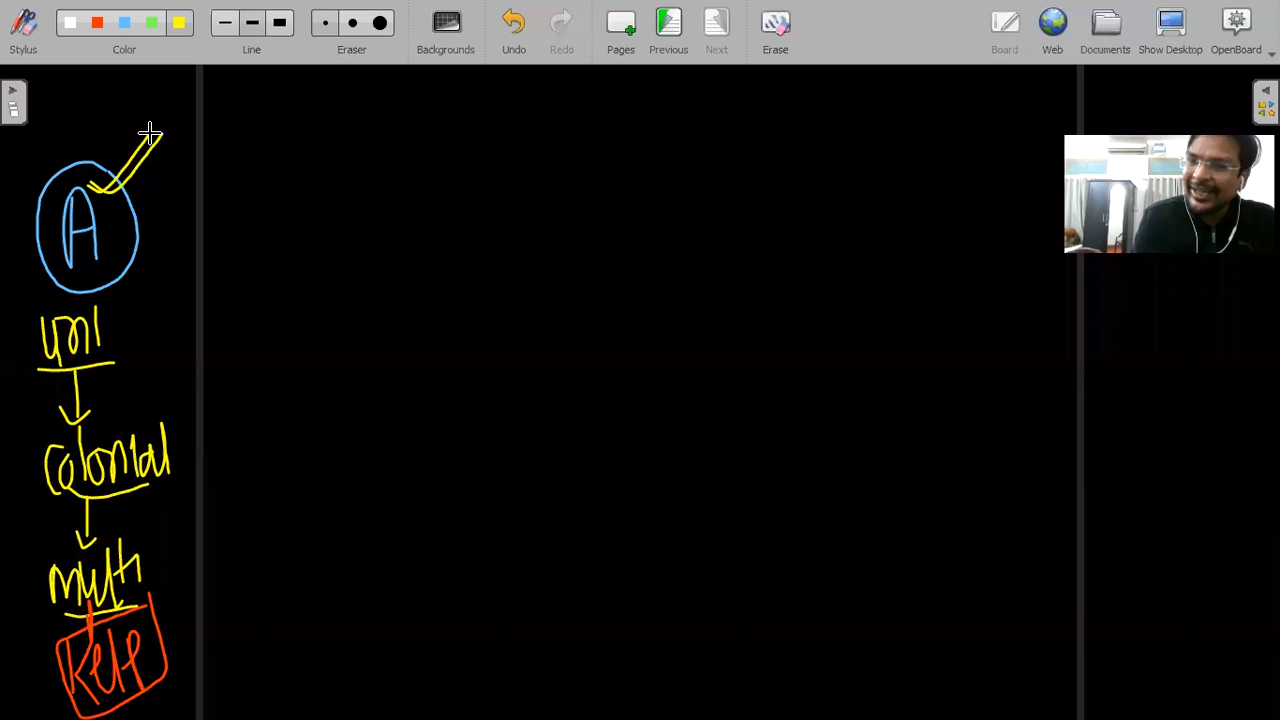 Stylus
Color
Line
Eraser
Backgrounds
Undo
Redo
Pages
Previous
Next
Erase
Board
Web
Documents
Show Desktop
OpenBoard
A
uni
colonial
multi
Kelp